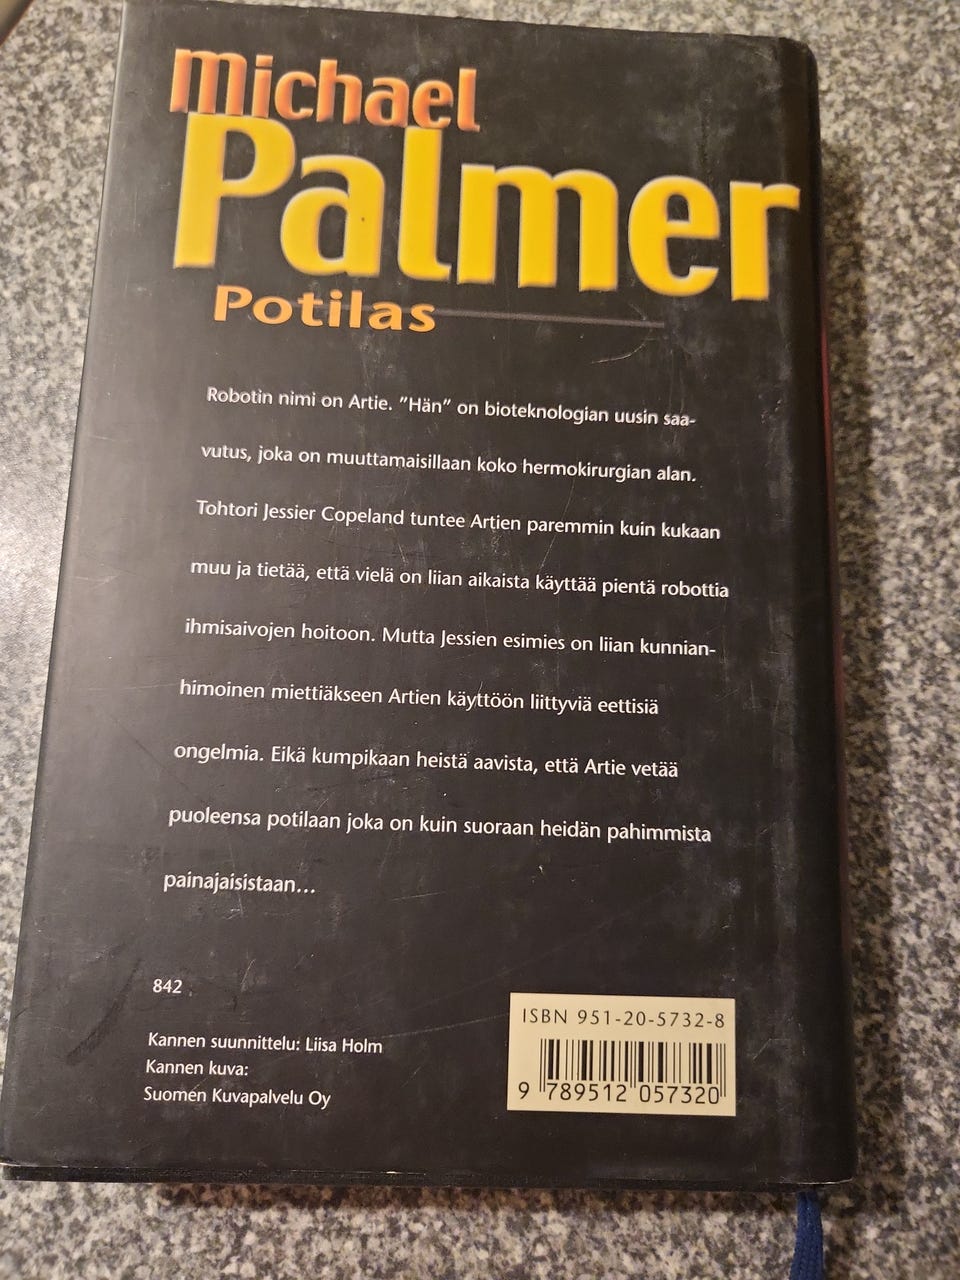 michael
Palmer
Potilas
Robotin nimi on Artie. ”Hän” on bioteknologian uusin saa-
vutus, joka on muuttamaisillaan koko hermokirurgian alan.
Tohtori Jessier Copeland tuntee Artien paremmin kuin kukaan
muu ja tietää, että vielä on liian aikaista käyttää pientä robottia
ihmisaivojen hoitoon. Mutta Jessien esimies on liian kunnian-
himoinen miettiäkseen Artien käyttöön liittyviä eettisiä
ongelmia. Eikä kumpikaan heistä aavista, että Artie vetää
puoleensa potilaan joka on kuin suoraan heidän pahimmista
painajaisistaan...
842
Kannen suunnittelu: Liisa Holm
Kannen kuva:
Suomen Kuvapalvelu Oy
ISBN 951-20-5732-8
9 789512 057320